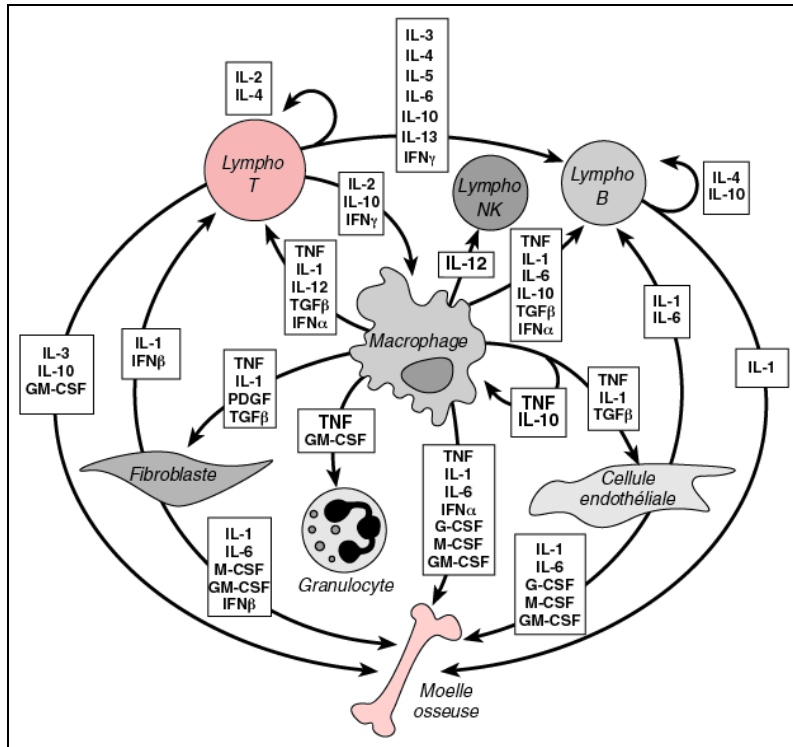 IL-3
IL-4
IL-5
IL-6
IL-10
IL-13
IFNγ
IL-2
IL-4
Lympho
T
IL-2
IL-10
IFNγ
Lympho
NK
Lympho
B
IL-4
IL-10
TNF
IL-1
IL-12
TGFβ
IFNα
IL-12
TNF
IL-1
IL-6
IL-10
TGFβ
IFNα
IL-1
IL-6
Macrophage
IL-3
IL-10
GM-CSF
IL-1
IFNβ
TNF
IL-1
PDGF
TGFβ
TNF
GM-CSF
TNF
IL-10
TNF
IL-1
TGFβ
IL-1
Fibroblaste
TNF
IL-1
IL-6
IFNα
G-CSF
M-CSF
GM-CSF
Cellule
endothéliale
IL-1
IL-6
M-CSF
GM-CSF
IFNβ
Granulocyte
IL-1
IL-6
G-CSF
M-CSF
GM-CSF
Moelle
osseuse